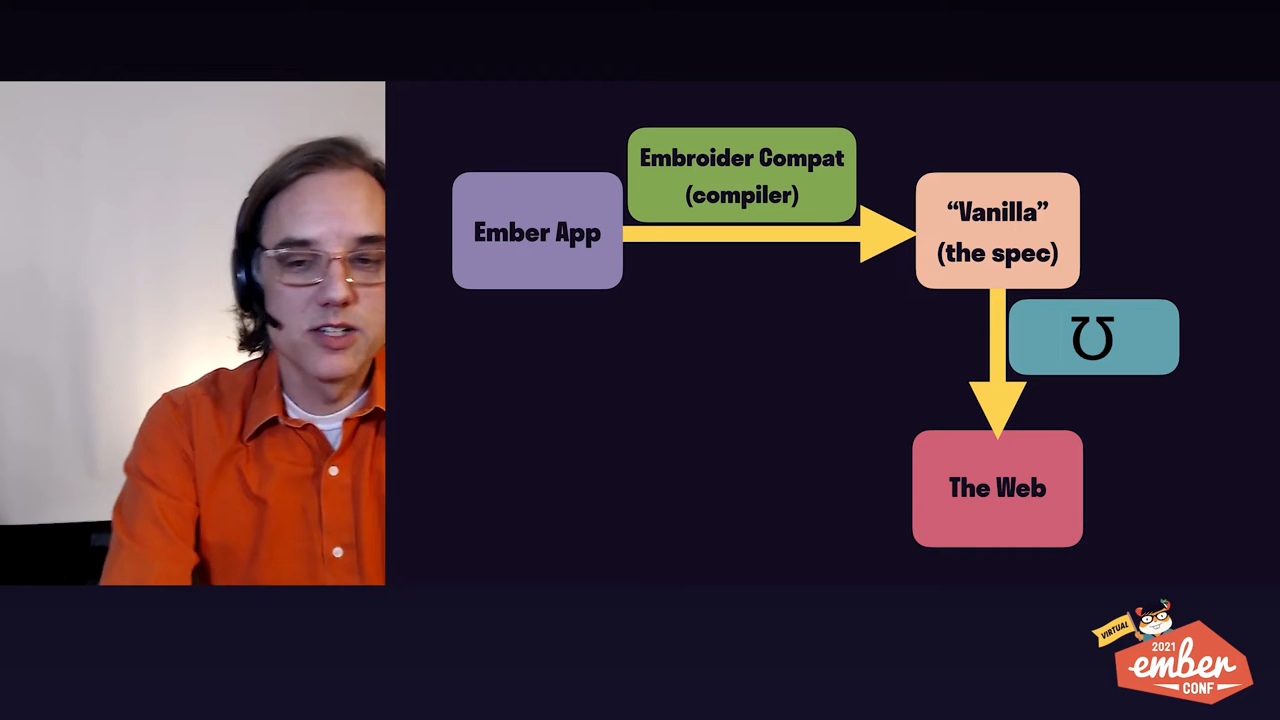 Embroider Compat
(compiler)
Ember App
“Vanilla”
(the spec)
℧
The Web
VIRTUAL
2021
ember
CONF